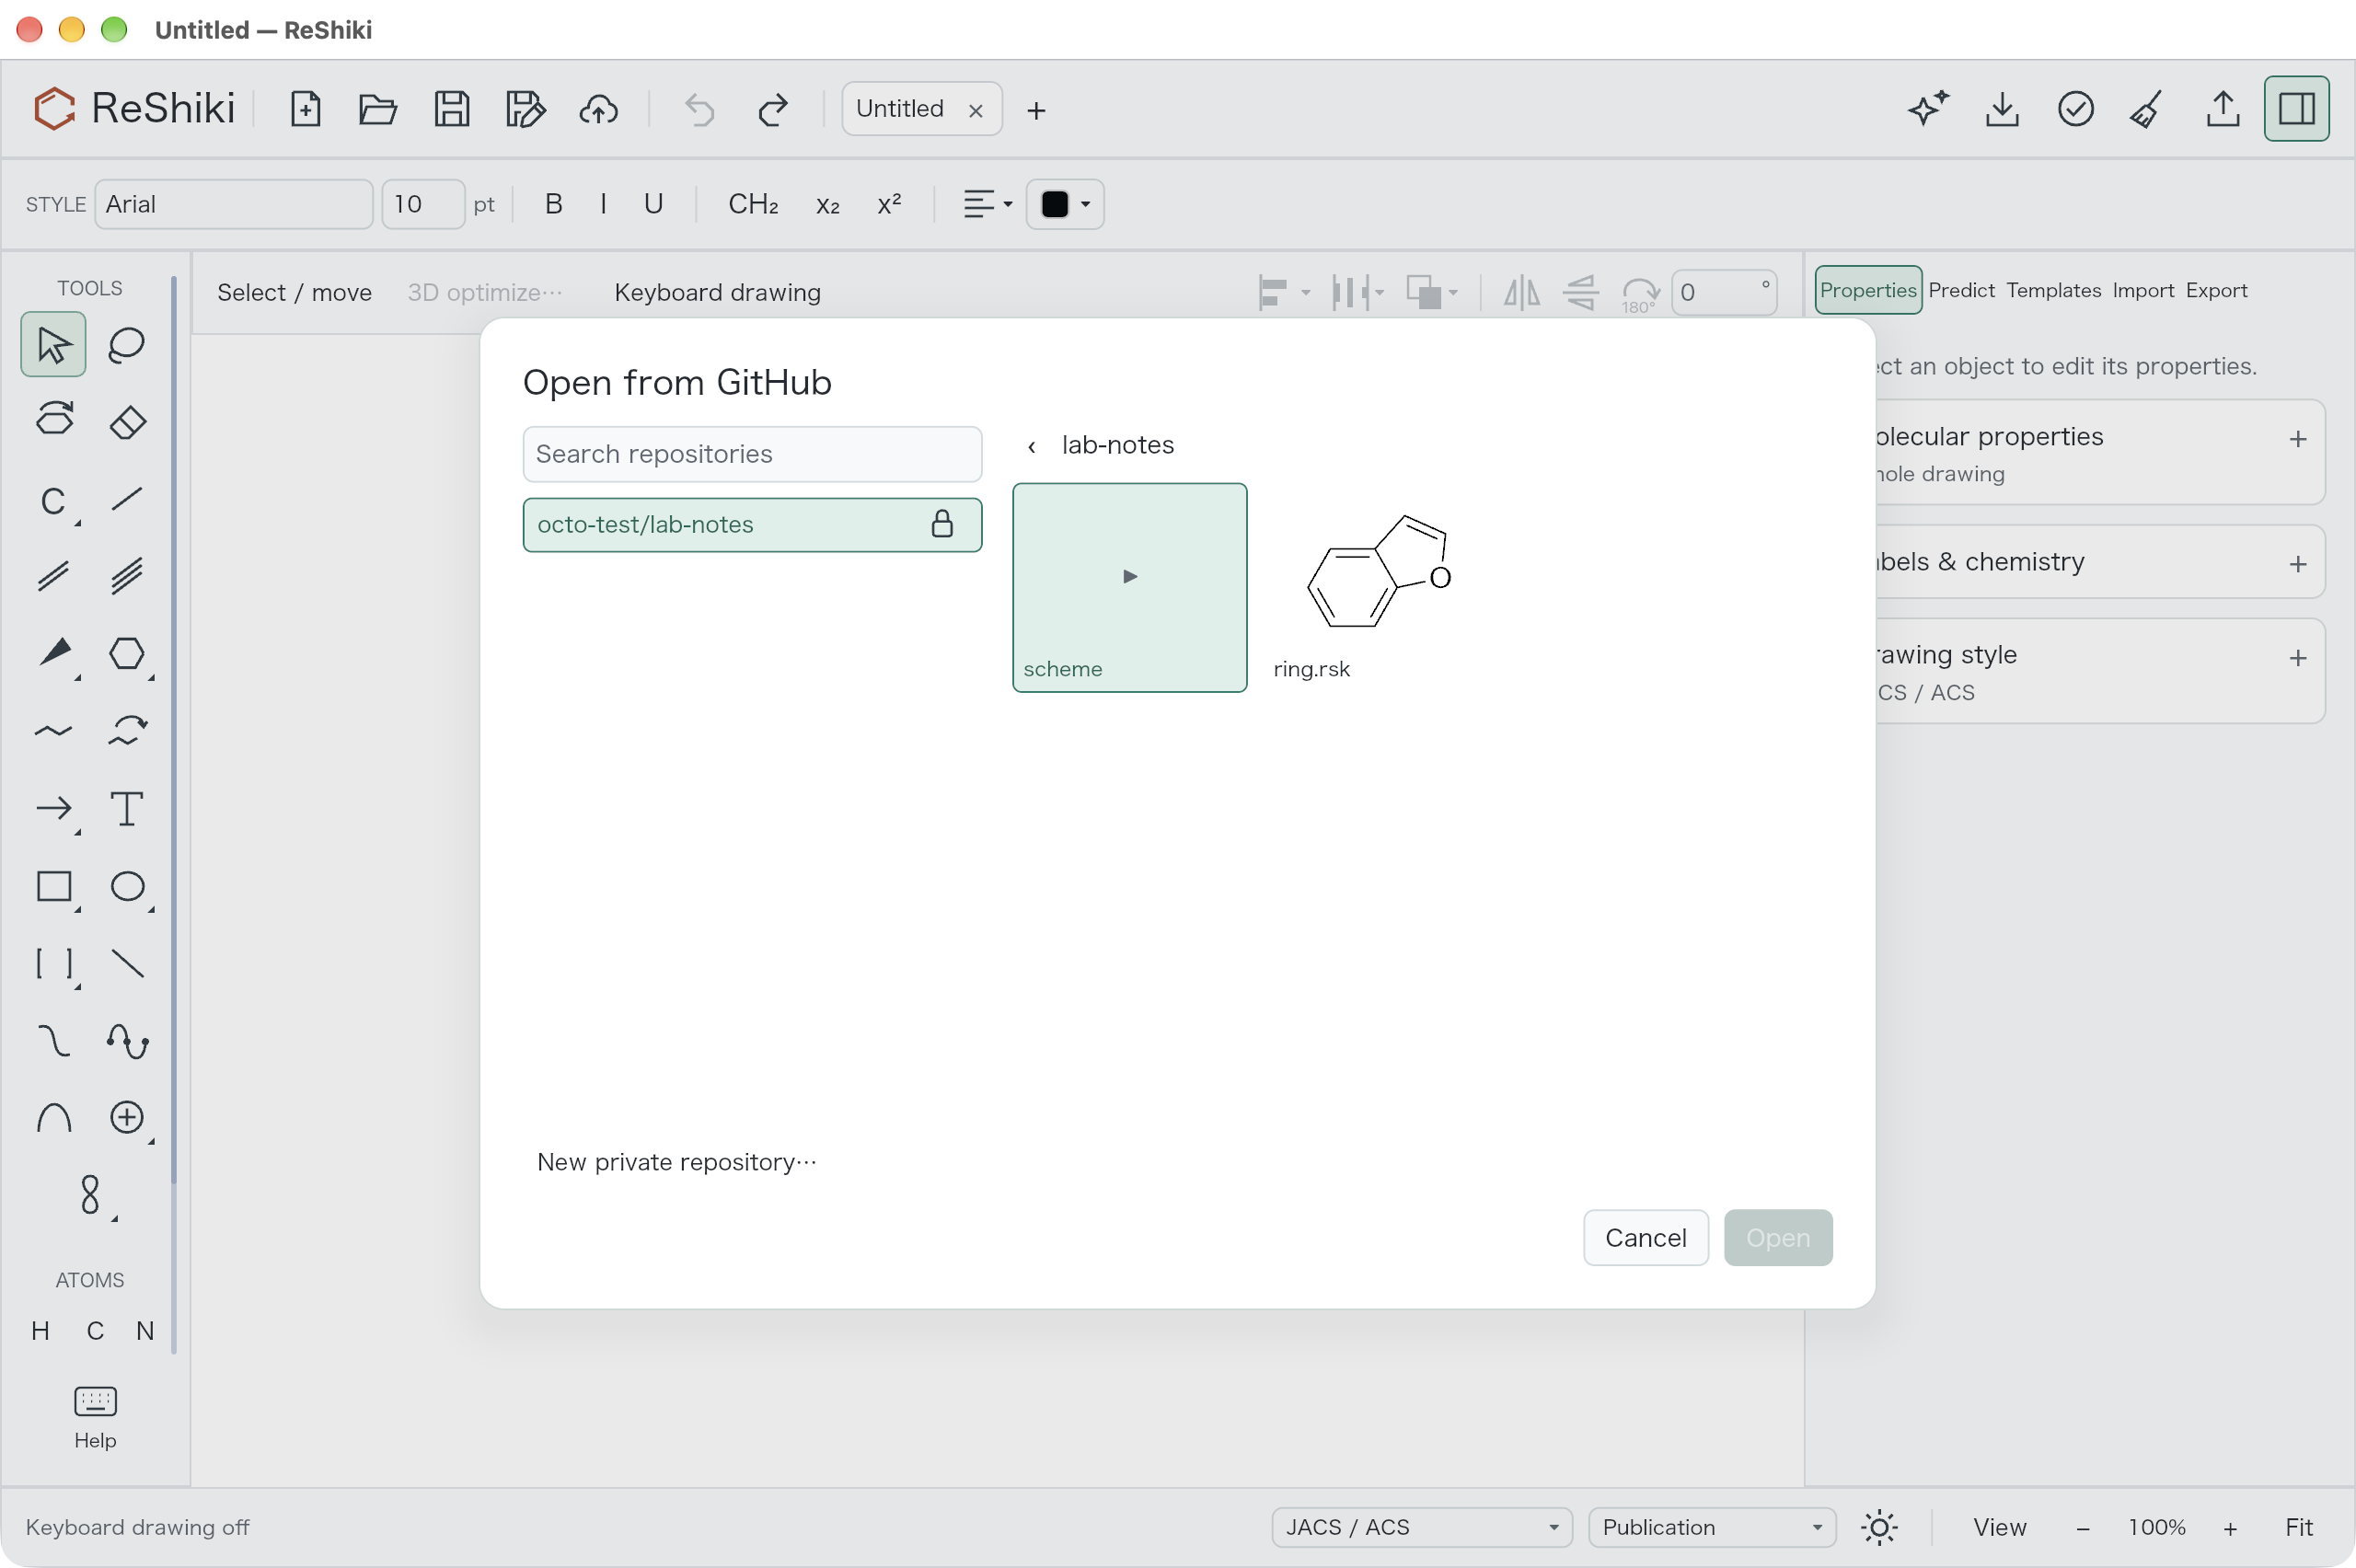 Untitled — ReShiki
ReShiki
Untitled × +
STYLE Arial 10 pt B I U CH₂ x₂ x²
TOOLS
Select / move 3D optimize··· Keyboard drawing
180° 0 °
Properties Predict Templates Import Export
ect an object to edit its properties.
olecular properties +
hole drawing
bels & chemistry +
rawing style +
CS / ACS
C
T
[ ]
ATOMS
H C N
Help
Open from GitHub
Search repositories
octo-test/lab-notes
‹ lab-notes
scheme
O
ring.rsk
New private repository···
Cancel Open
Keyboard drawing off
JACS / ACS Publication View − 100% + Fit